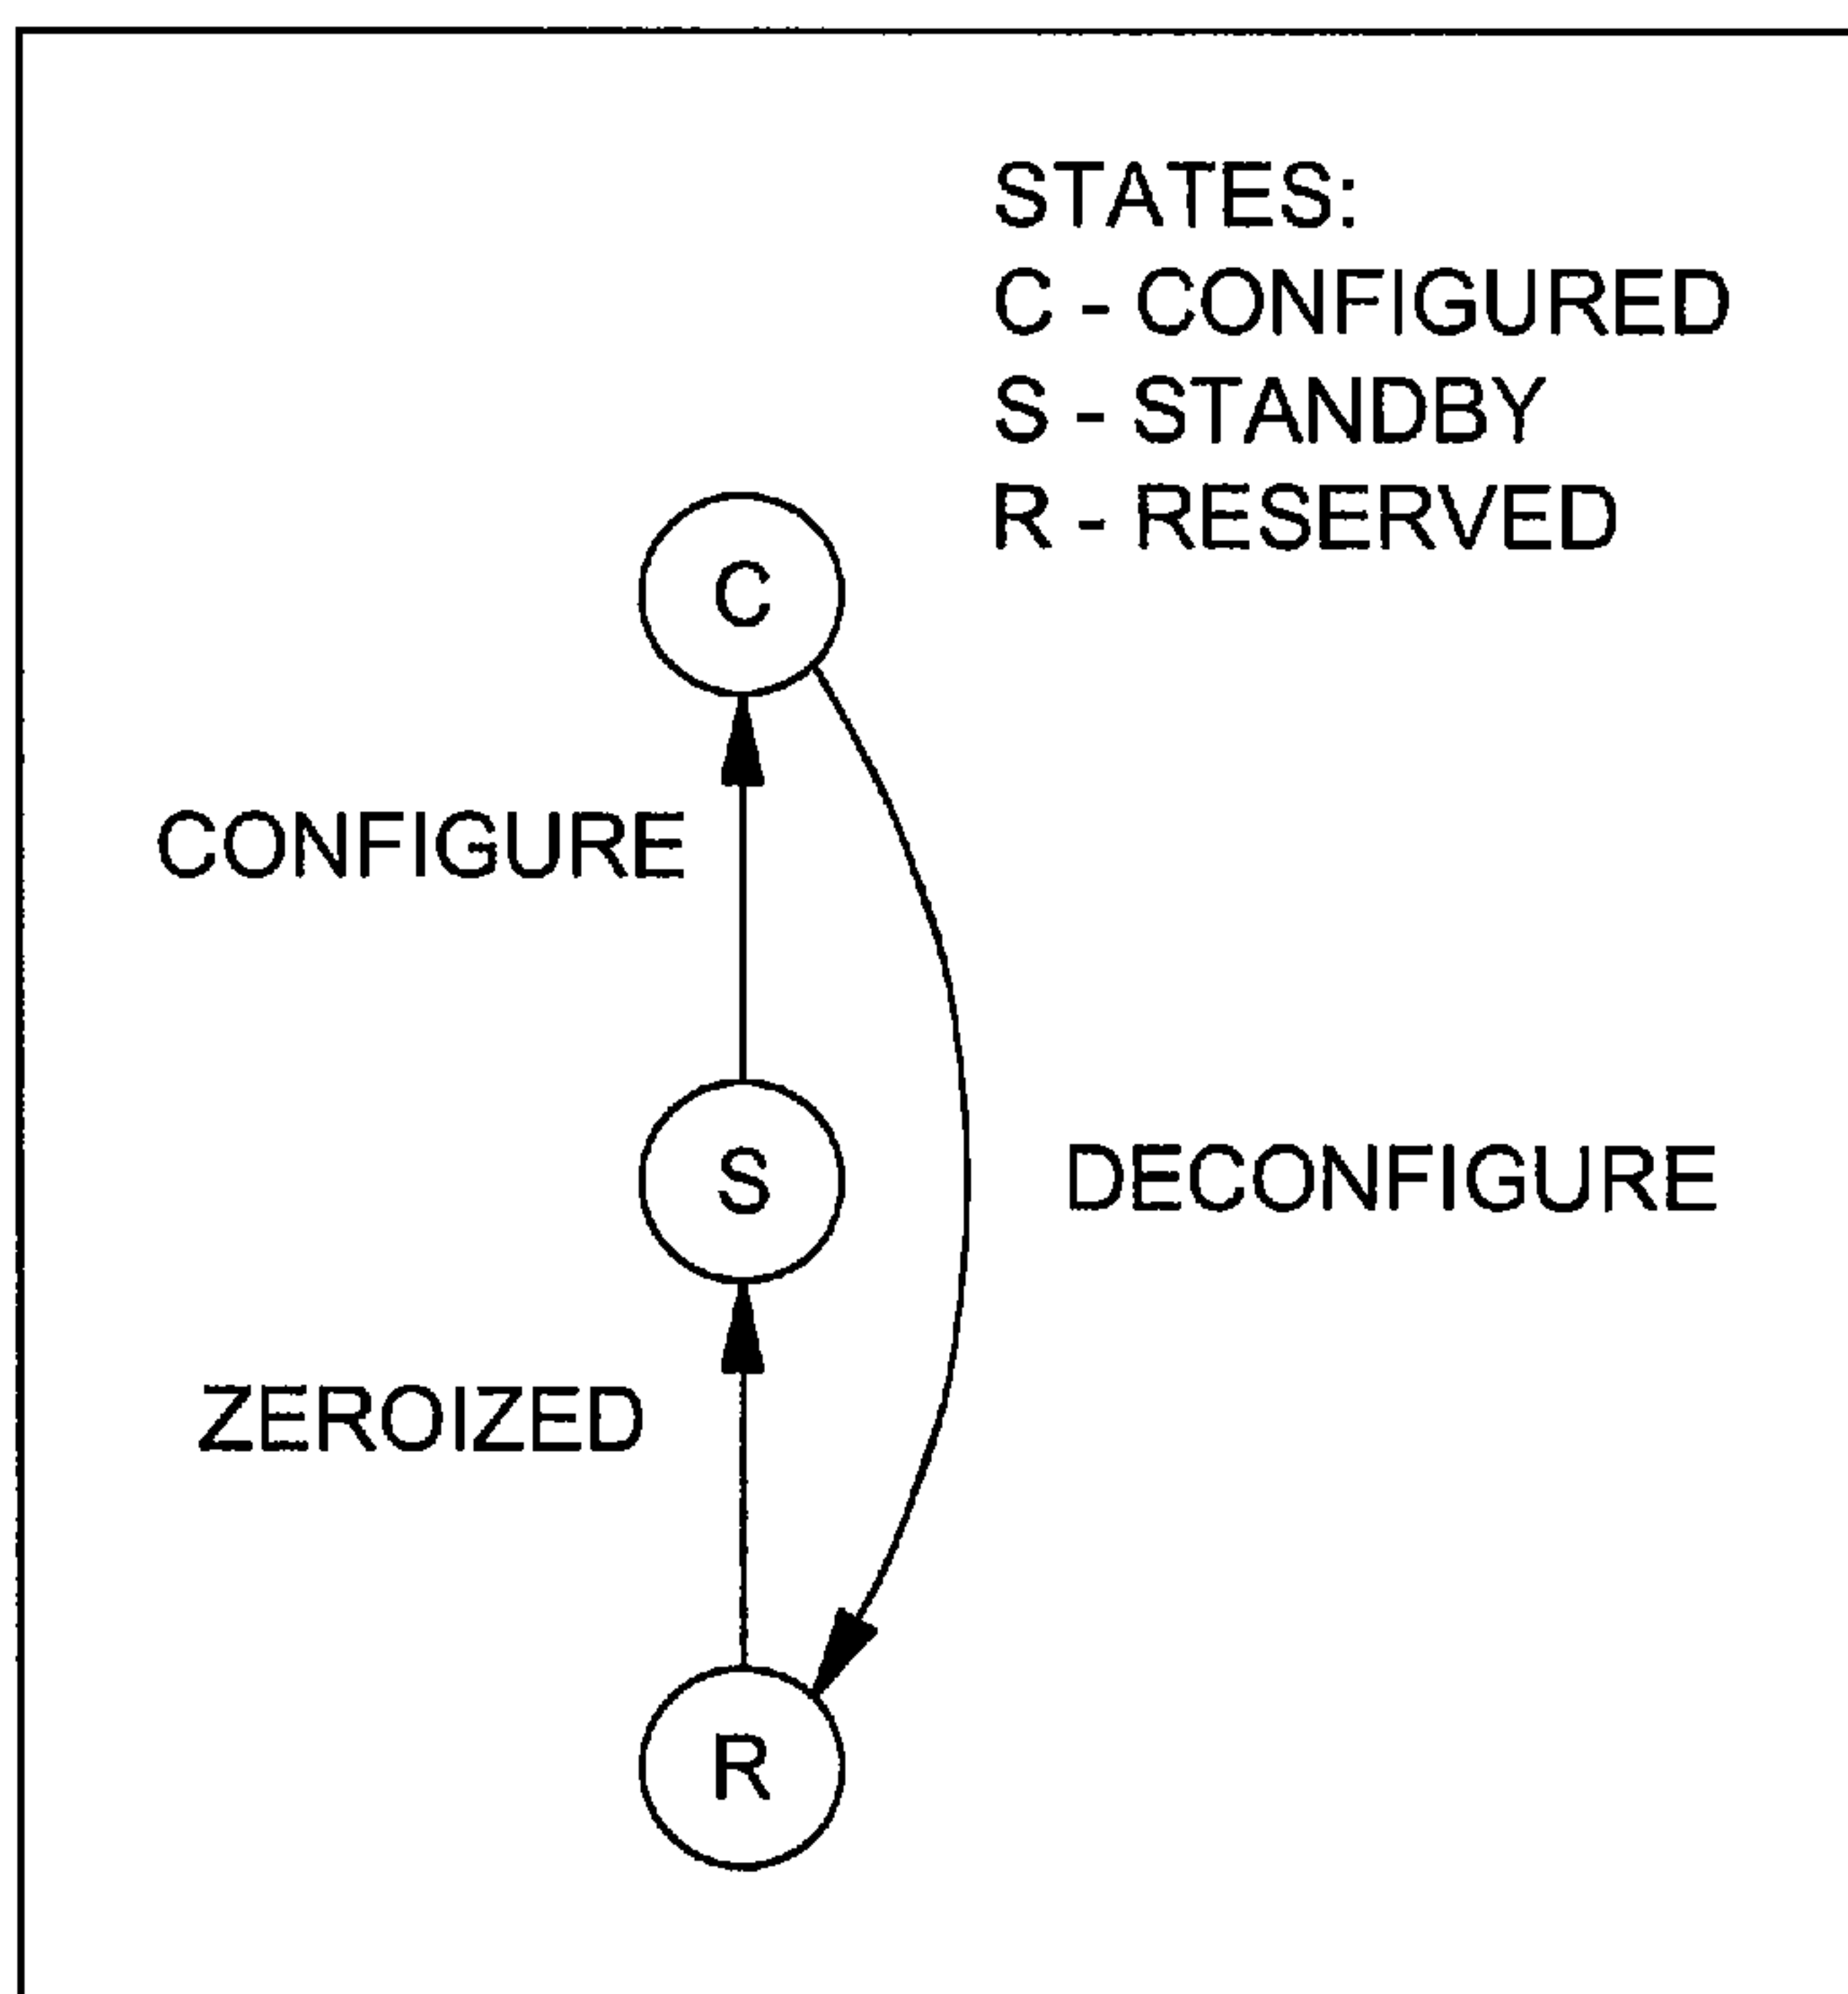 STATES:
C - CONFIGURED
S - STANDBY
R - RESERVED
C
CONFIGURE
S
DECONFIGURE
ZEROIZED
R